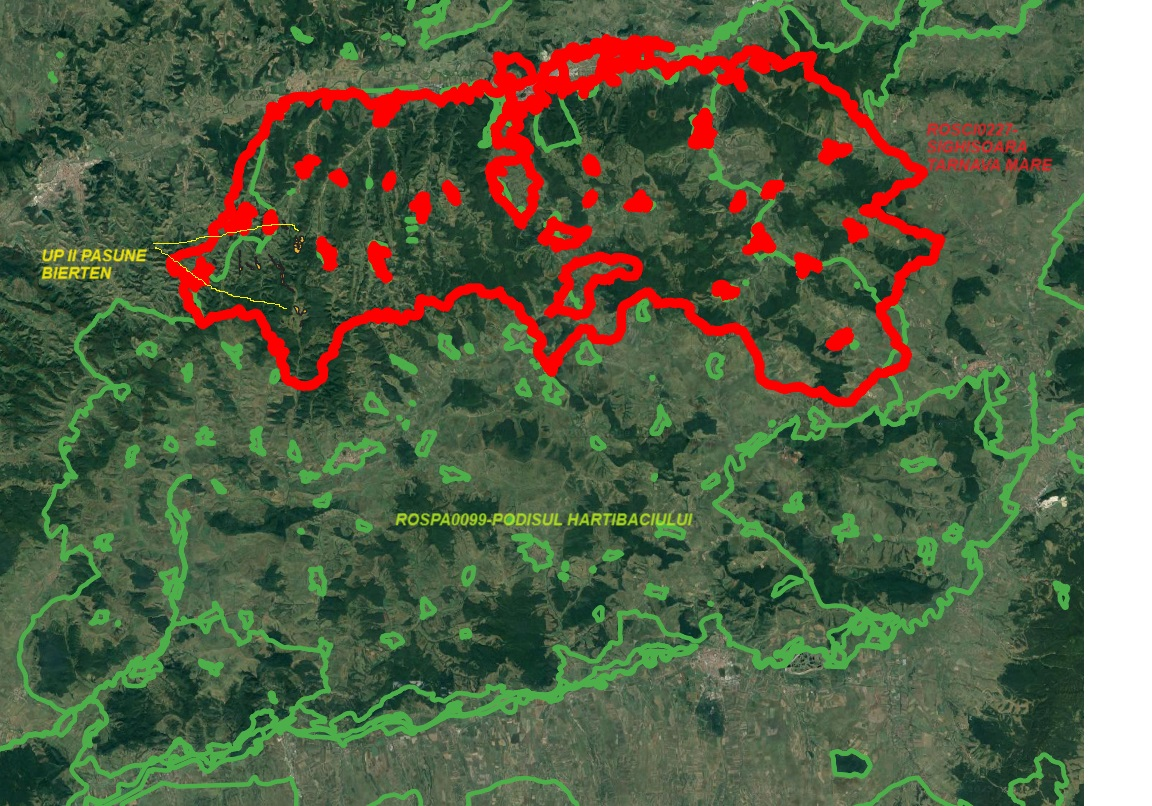 ROSCI0227-
SIGHISOARA
TARNAVA MARE
UP II PASUNE
BIERTEN
ROSPA0099-PODISUL HARTIBACIULUI